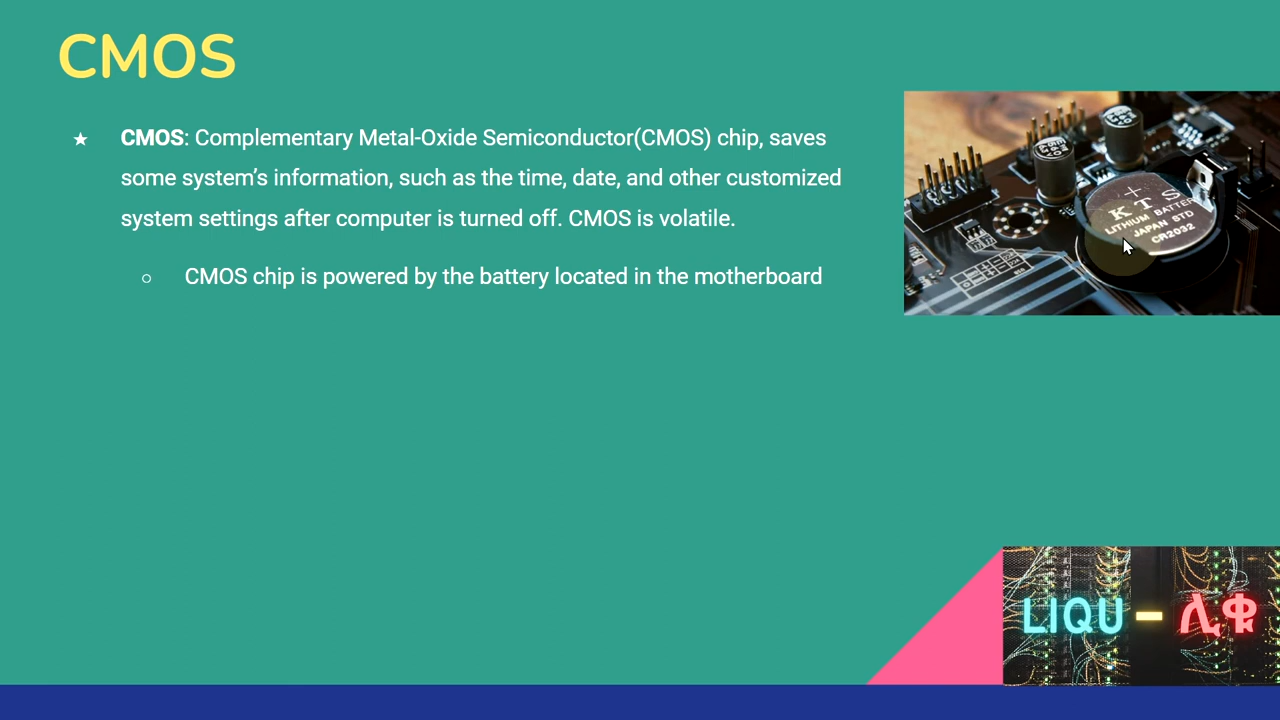 CMOS
★ CMOS: Complementary Metal-Oxide Semiconductor(CMOS) chip, saves
some system’s information, such as the time, date, and other customized
system settings after computer is turned off. CMOS is volatile.
○ CMOS chip is powered by the battery located in the motherboard
+
KTS
LITHIUM BATTERY
JAPAN STD
CR2032
LIQU - ሊቁ